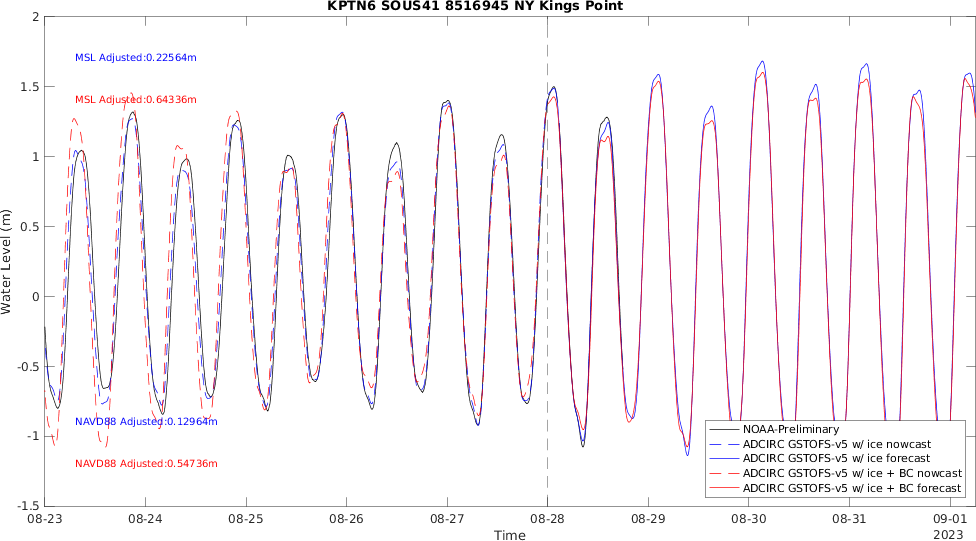 KPTN6 SOUS41 8516945 NY Kings Point
2
1.5
1
0.5
0
-0.5
-1
-1.5
Water Level (m)
MSL Adjusted:0.22564m
MSL Adjusted:0.64336m
NAVD88 Adjusted:0.12964m
NAVD88 Adjusted:0.54736m
NOAA-Preliminary
ADCIRC GSTOFS-v5 w/ ice nowcast
ADCIRC GSTOFS-v5 w/ ice forecast
ADCIRC GSTOFS-v5 w/ ice + BC nowcast
ADCIRC GSTOFS-v5 w/ ice + BC forecast
08-23 08-24 08-25 08-26 08-27 08-28 08-29 08-30 08-31 09-01
Time 2023